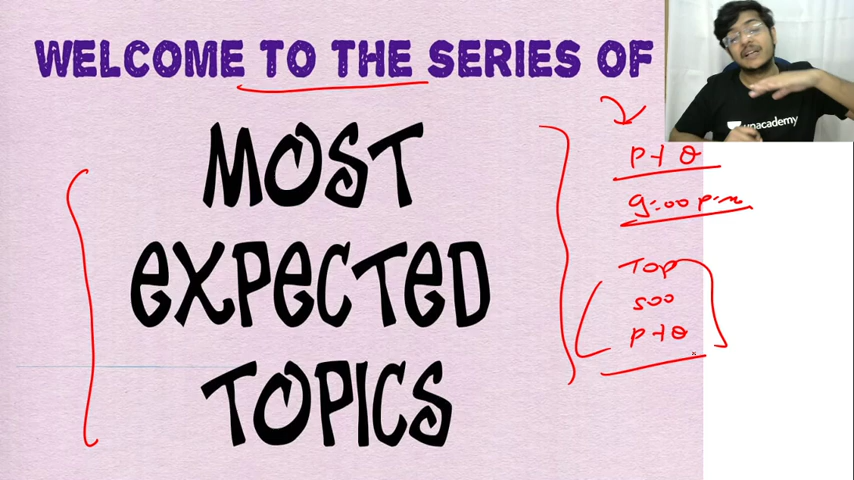 WELCOME TO THE SERIES OF
MOST
EXPECTED
TOPICS
unacademy
9:00 p.m
Top
500